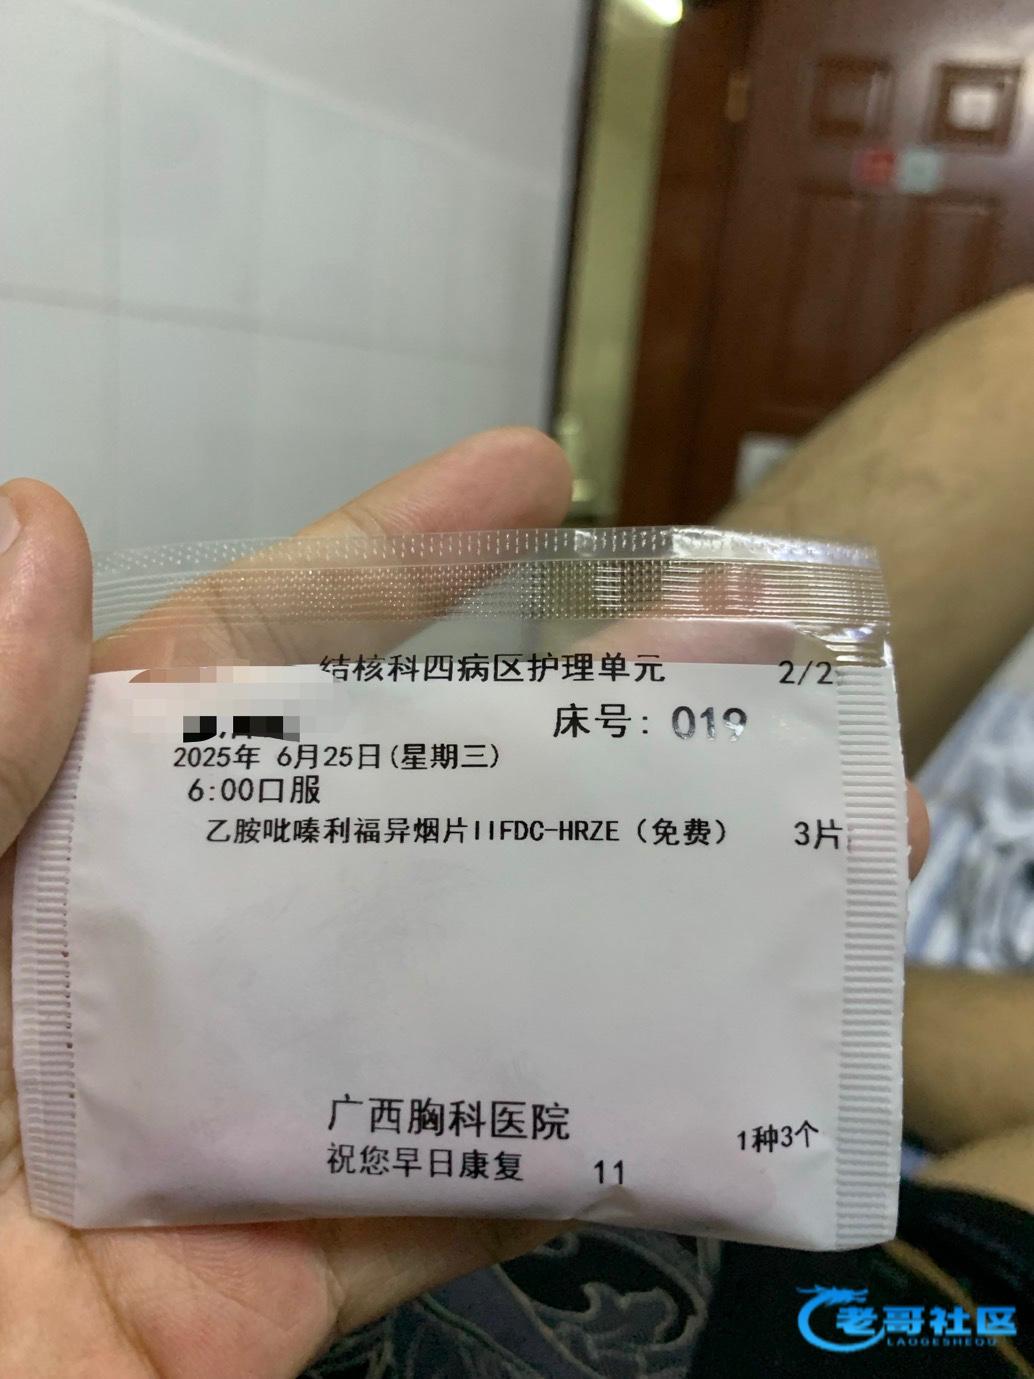 结核科四病区护理单元 2/2
床号: 019
2025年 6月25日(星期三)
6:00口服
乙胺吡嗪利福异烟片IIFDC-HRZE（免费） 3片
广西胸科医院
1种3个
祝您早日康复 11
老哥社区
LAOGESHEQU